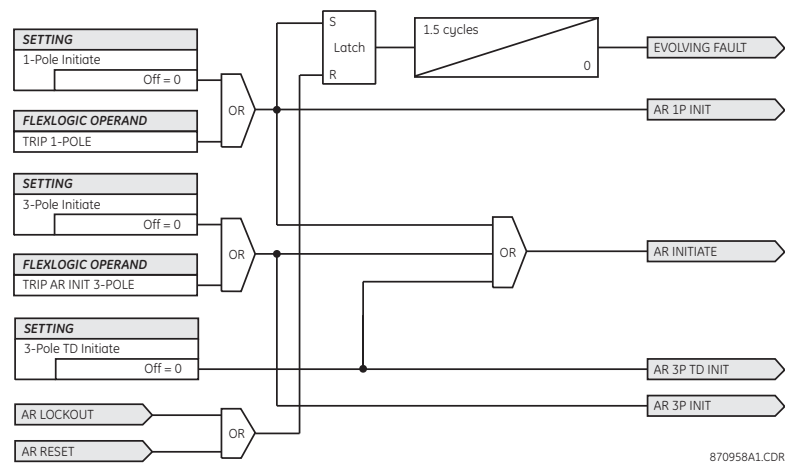 SETTING
1-Pole Initiate
Off = 0
FLEXLOGIC OPERAND
TRIP 1-POLE
SETTING
3-Pole Initiate
Off = 0
FLEXLOGIC OPERAND
TRIP AR INIT 3-POLE
SETTING
3-Pole TD Initiate
Off = 0
AR LOCKOUT
AR RESET
OR
OR
OR
S
Latch
R
1.5 cycles
0
OR
EVOLVING FAULT
AR 1P INIT
AR INITIATE
AR 3P TD INIT
AR 3P INIT
870958A1.CDR